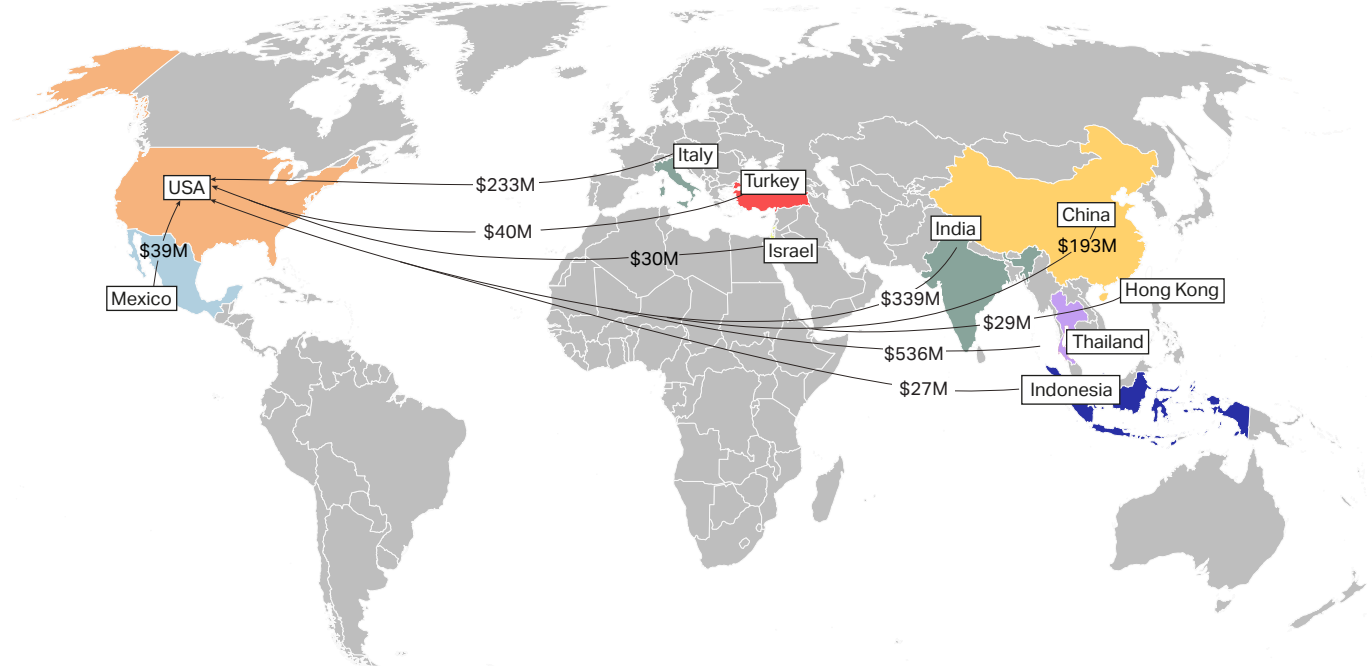 Italy
$233M
Turkey
USA
China
India
$40M
$193M
$39M
Israel
$30M
Hong Kong
Mexico
$339M
$29M
Thailand
$536M
$27M
Indonesia